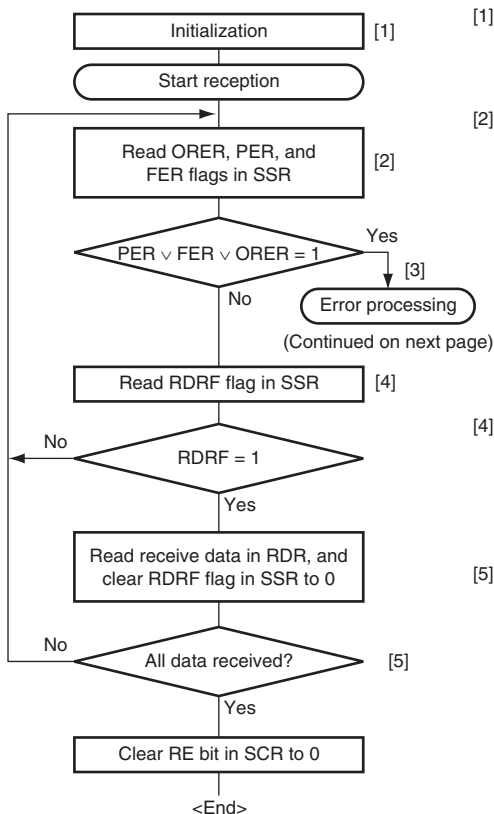 Initialization
[1]
[1]
Start reception
[2]
Read ORER, PER, and
FER flags in SSR
[2]
PER ∨ FER ∨ ORER = 1
Yes
[3]
No
Error processing
(Continued on next page)
Read RDRF flag in SSR
[4]
[4]
No
RDRF = 1
Yes
Read receive data in RDR, and
clear RDRF flag in SSR to 0
[5]
No
All data received?
[5]
Yes
Clear RE bit in SCR to 0
<End>